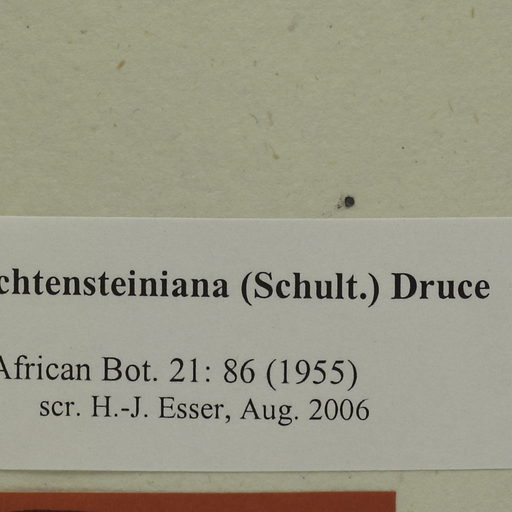 chtensteiniana (Schult.) Druce
African Bot. 21: 86 (1955)
scr. H.-J. Esser, Aug. 2006